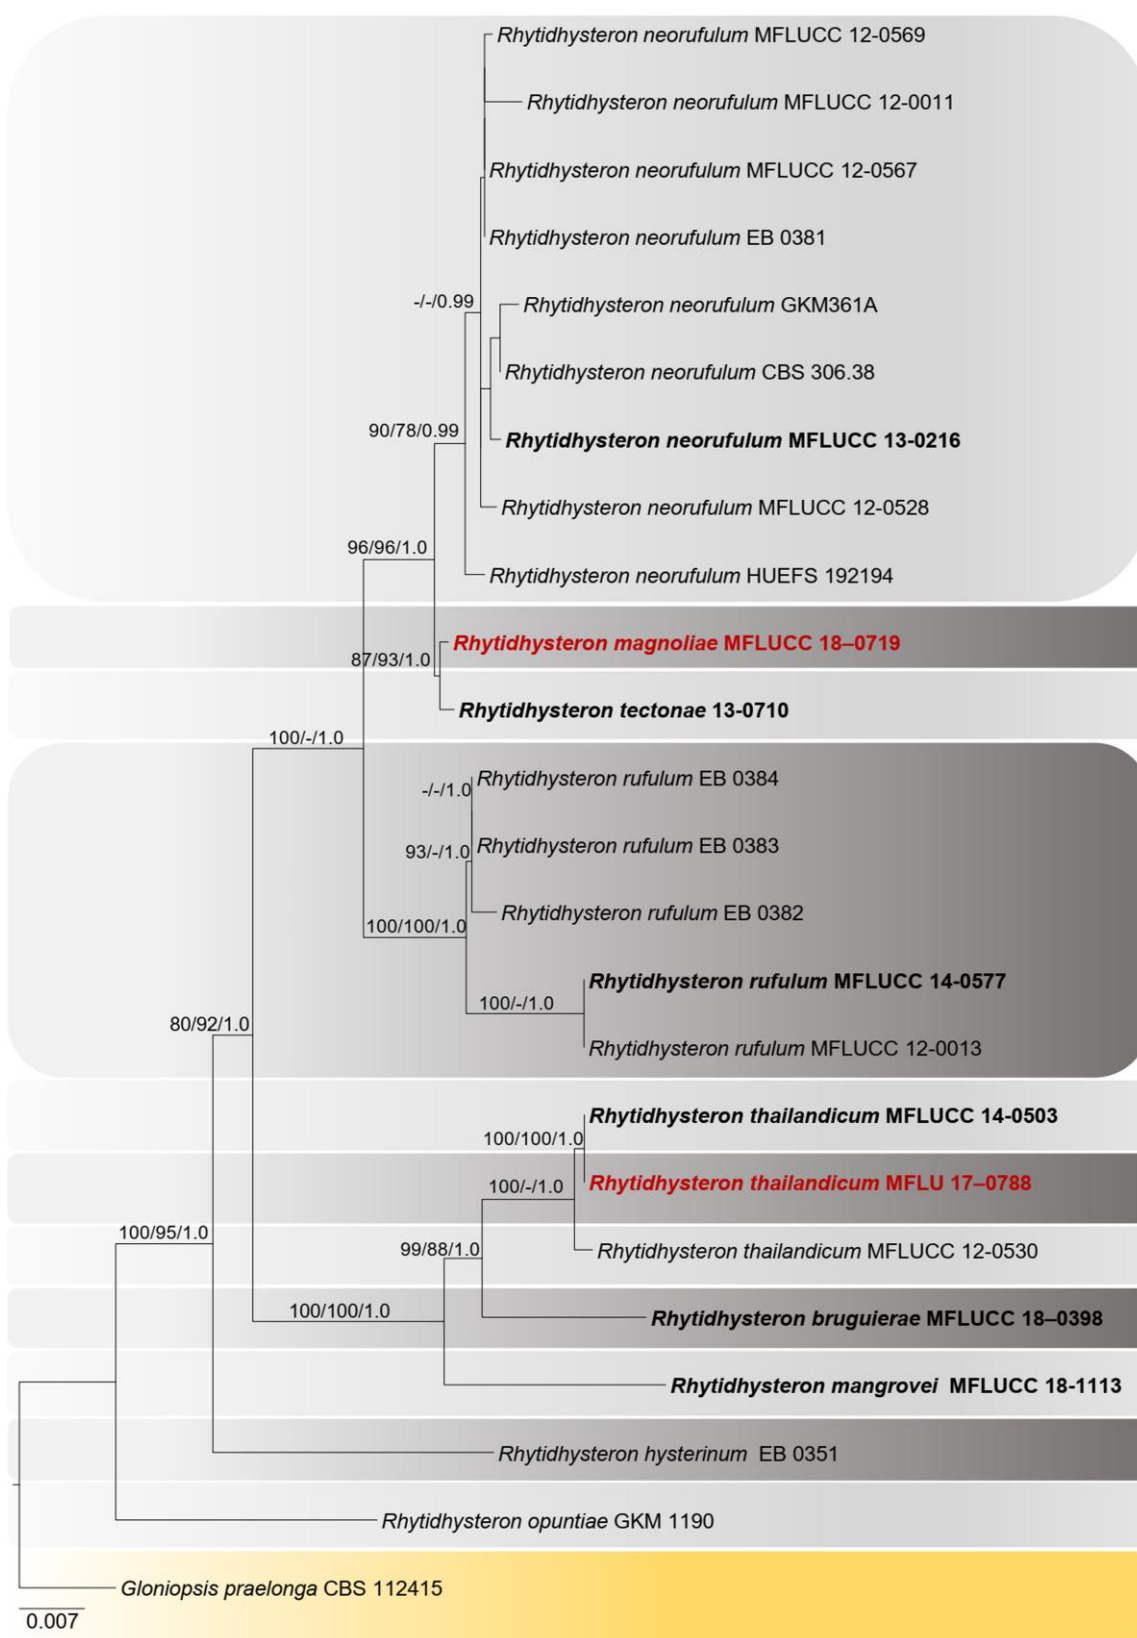 Rhytidhysteron neorufulum MFLUCC 12-0569
Rhytidhysteron neorufulum MFLUCC 12-0011
Rhytidhysteron neorufulum MFLUCC 12-0567
Rhytidhysteron neorufulum EB 0381
-/-/0.99
Rhytidhysteron neorufulum GKM361A
Rhytidhysteron neorufulum CBS 306.38
90/78/0.99
Rhytidhysteron neorufulum MFLUCC 13-0216
Rhytidhysteron neorufulum MFLUCC 12-0528
96/96/1.0
Rhytidhysteron neorufulum HUEFS 192194
Rhytidhysteron magnoliae MFLUCC 18–0719
87/93/1.0
Rhytidhysteron tectonae 13-0710
100/-/1.0
Rhytidhysteron rufulum EB 0384
-/-/1.0
Rhytidhysteron rufulum EB 0383
93/-/1.0
Rhytidhysteron rufulum EB 0382
100/100/1.0
Rhytidhysteron rufulum MFLUCC 14-0577
100/-/1.0
80/92/1.0
Rhytidhysteron rufulum MFLUCC 12-0013
Rhytidhysteron thailandicum MFLUCC 14-0503
100/100/1.0
Rhytidhysteron thailandicum MFLU 17–0788
100/-/1.0
100/95/1.0
99/88/1.0
Rhytidhysteron thailandicum MFLUCC 12-0530
100/100/1.0
Rhytidhysteron bruguierae MFLUCC 18–0398
Rhytidhysteron mangrovei MFLUCC 18-1113
Rhytidhysteron hysterinum EB 0351
Rhytidhysteron opuntiae GKM 1190
Gloniopsis praelonga CBS 112415
0.007